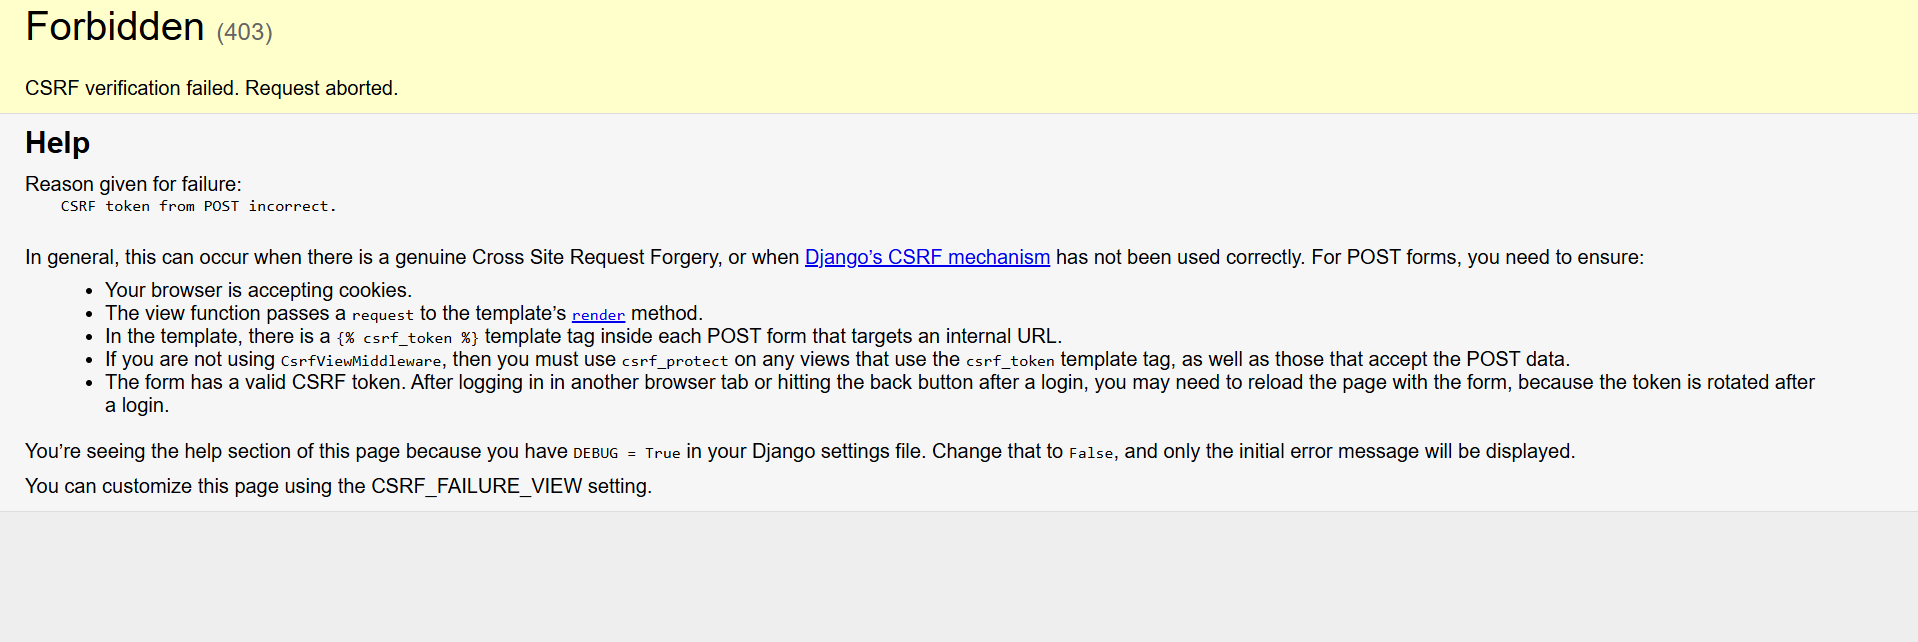 Forbidden (403)
CSRF verification failed. Request aborted.
Help
Reason given for failure:
CSRF token from POST incorrect.
In general, this can occur when there is a genuine Cross Site Request Forgery, or when Django’s CSRF mechanism has not been used correctly. For POST forms, you need to ensure:
• Your browser is accepting cookies.
• The view function passes a request to the template’s render method.
• In the template, there is a {% csrf_token %} template tag inside each POST form that targets an internal URL.
• If you are not using CsrfViewMiddleware, then you must use csrf_protect on any views that use the csrf_token template tag, as well as those that accept the POST data.
• The form has a valid CSRF token. After logging in in another browser tab or hitting the back button after a login, you may need to reload the page with the form, because the token is rotated after
a login.
You’re seeing the help section of this page because you have DEBUG = True in your Django settings file. Change that to False, and only the initial error message will be displayed.
You can customize this page using the CSRF_FAILURE_VIEW setting.